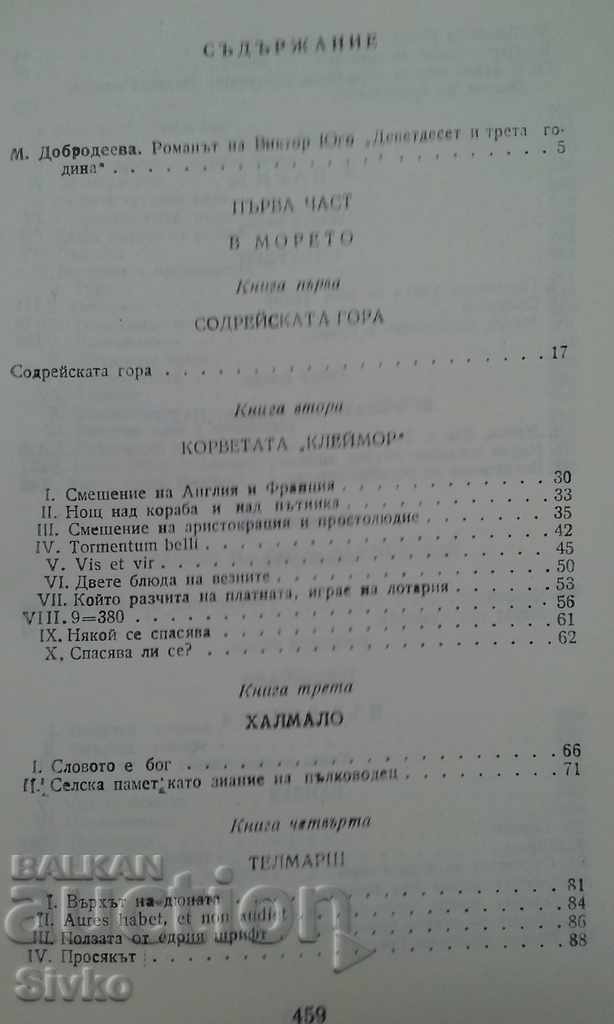 СЪДЪРЖАНИЕ
М. Добродеева. Романът на Виктор Юго „Деветдесет и трета го-
дина" . . . . . . . . . . . . . . . . . . . . 5
ПЪРВА ЧАСТ
В МОРЕТО
Книга първа
СОДРЕЙСКАТА ГОРА
Содрейската гора . . . . . . . . . . . . . . . . . 17
Книга втора
КОРВЕТАТА „КЛЕЙМОР"
I. Смешение на Англия и Франция . . . . . . . . . . 30
II. Нощ над кораба и над пътника . . . . . . . . . . 33
III. Смешение на аристокрация и простолюдие . . . . . . 35
IV. Tormentum belli . . . . . . . . . . . . . . . . 42
V. Vis et vir . . . . . . . . . . . . . . . . . . 45
VI. Двете блюда на везните . . . . . . . . . . . . . 50
VII. Който разчита на платната, играе на лотария . . . . . 53
VIII. 9=380 . . . . . . . . . . . . . . . . . . . . 56
IX. Някой се спасява . . . . . . . . . . . . . . . 61
X. Спасява ли се? . . . . . . . . . . . . . . . . 62
Книга трета
ХАЛМАЛО
I. Словото е бог . . . . . . . . . . . . . . . . . 66
II. Селска памет като знание на пълководец . . . . . . . 71
Книга четвърта
ТЕЛМАРШ
I. Върхът на дюната . . . . . . . . . . . . . . . 81
II. Aures habet, et non audiet . . . . . . . . . . . . 84
III. Ползата от едрия шрифт . . . . . . . . . . . . . 86
IV. Просякът . . . . . . . . . . . . . . . . . . . 88
459
BALKAN
auction
Sivko